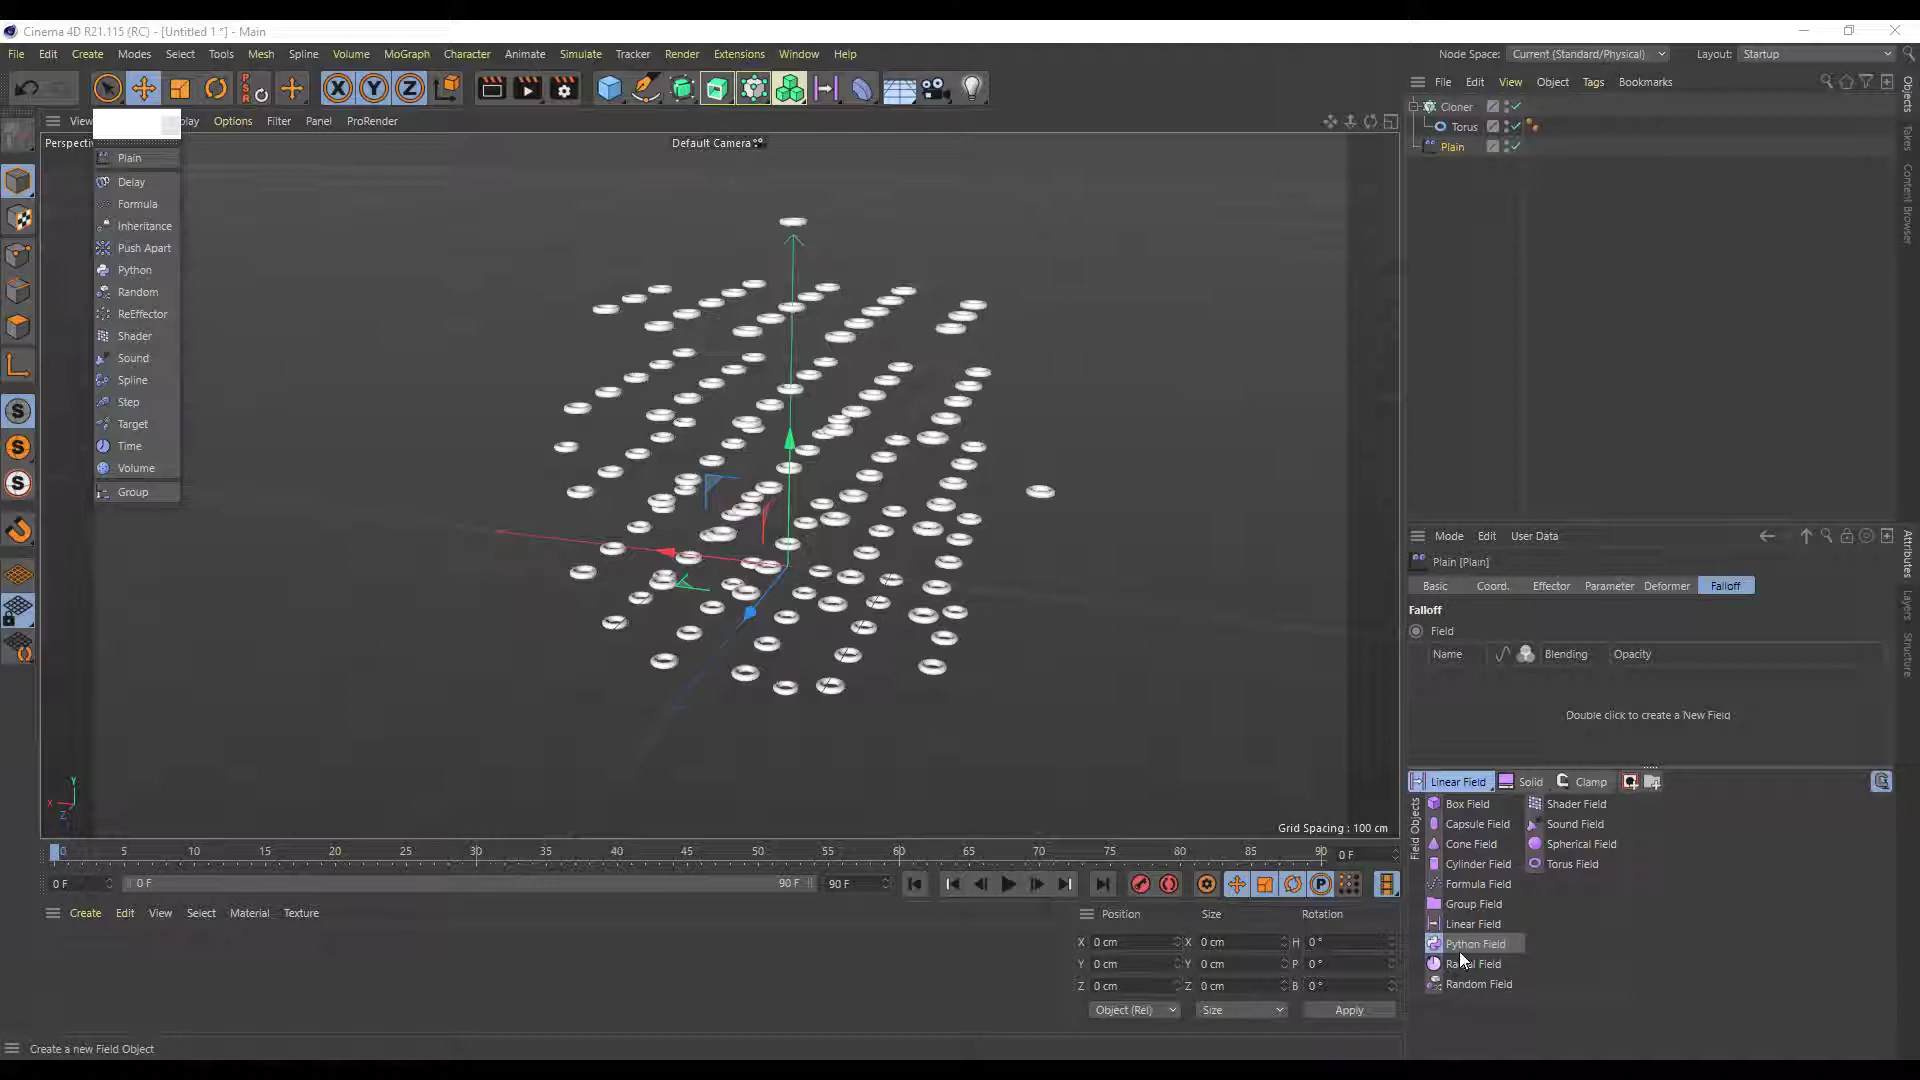 Cinema 4D R21.115 (RC) - [Untitled 1 *] - Main
File Edit Create Modes Select Tools Mesh Spline Volume MoGraph Character Animate Simulate Tracker Render Extensions Window Help
Node Space: Current (Standard/Physical) Layout: Startup
File Edit View Object Tags Bookmarks
Cloner
Torus
Plain
Options Filter Panel ProRender
Default Camera
Plain
Delay
Formula
Inheritance
Push Apart
Python
Random
ReEffector
Shader
Sound
Spline
Step
Target
Time
Volume
Group
Grid Spacing : 100 cm
Objects
Takes
Content Browser
Attributes
Layers
Structure
Mode Edit User Data
Plain [Plain]
Basic Coord. Effector Parameter Deformer Falloff
Falloff
Field
Name Blending Opacity
Double click to create a New Field
Linear Field Solid Clamp
Field Objects
Box Field Shader Field
Capsule Field Sound Field
Cone Field Spherical Field
Cylinder Field Torus Field
Formula Field
Group Field
Linear Field
Python Field
Field
Random Field
0 5 10 15 20 25 30 35 40 45 50 55 60 65 70 75 80 85 90 0 F
0 F 0 F 90 F 90 F
Create Edit View Select Material Texture
Position Size Rotation
X 0 cm X 0 cm H 0 °
Y 0 cm Y 0 cm P 0 °
Z 0 cm Z 0 cm B 0 °
Object (Rel) Size Apply
Create a new Field Object